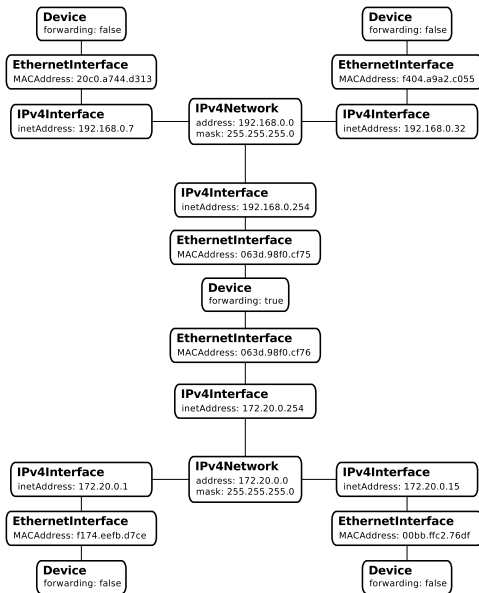 Device
forwarding: false
Device
forwarding: false
EthernetInterface
MACAddress: 20c0.a744.d313
EthernetInterface
MACAddress: f404.a9a2.c055
IPv4Interface
inetAddress: 192.168.0.7
IPv4Network
address: 192.168.0.0
mask: 255.255.255.0
IPv4Interface
inetAddress: 192.168.0.32
IPv4Interface
inetAddress: 192.168.0.254
EthernetInterface
MACAddress: 063d.98f0.cf75
Device
forwarding: true
EthernetInterface
MACAddress: 063d.98f0.cf76
IPv4Interface
inetAddress: 172.20.0.254
IPv4Interface
inetAddress: 172.20.0.1
IPv4Network
address: 172.20.0.0
mask: 255.255.255.0
IPv4Interface
inetAddress: 172.20.0.15
EthernetInterface
MACAddress: f174.eefb.d7ce
EthernetInterface
MACAddress: 00bb.ffc2.76df
Device
forwarding: false
Device
forwarding: false